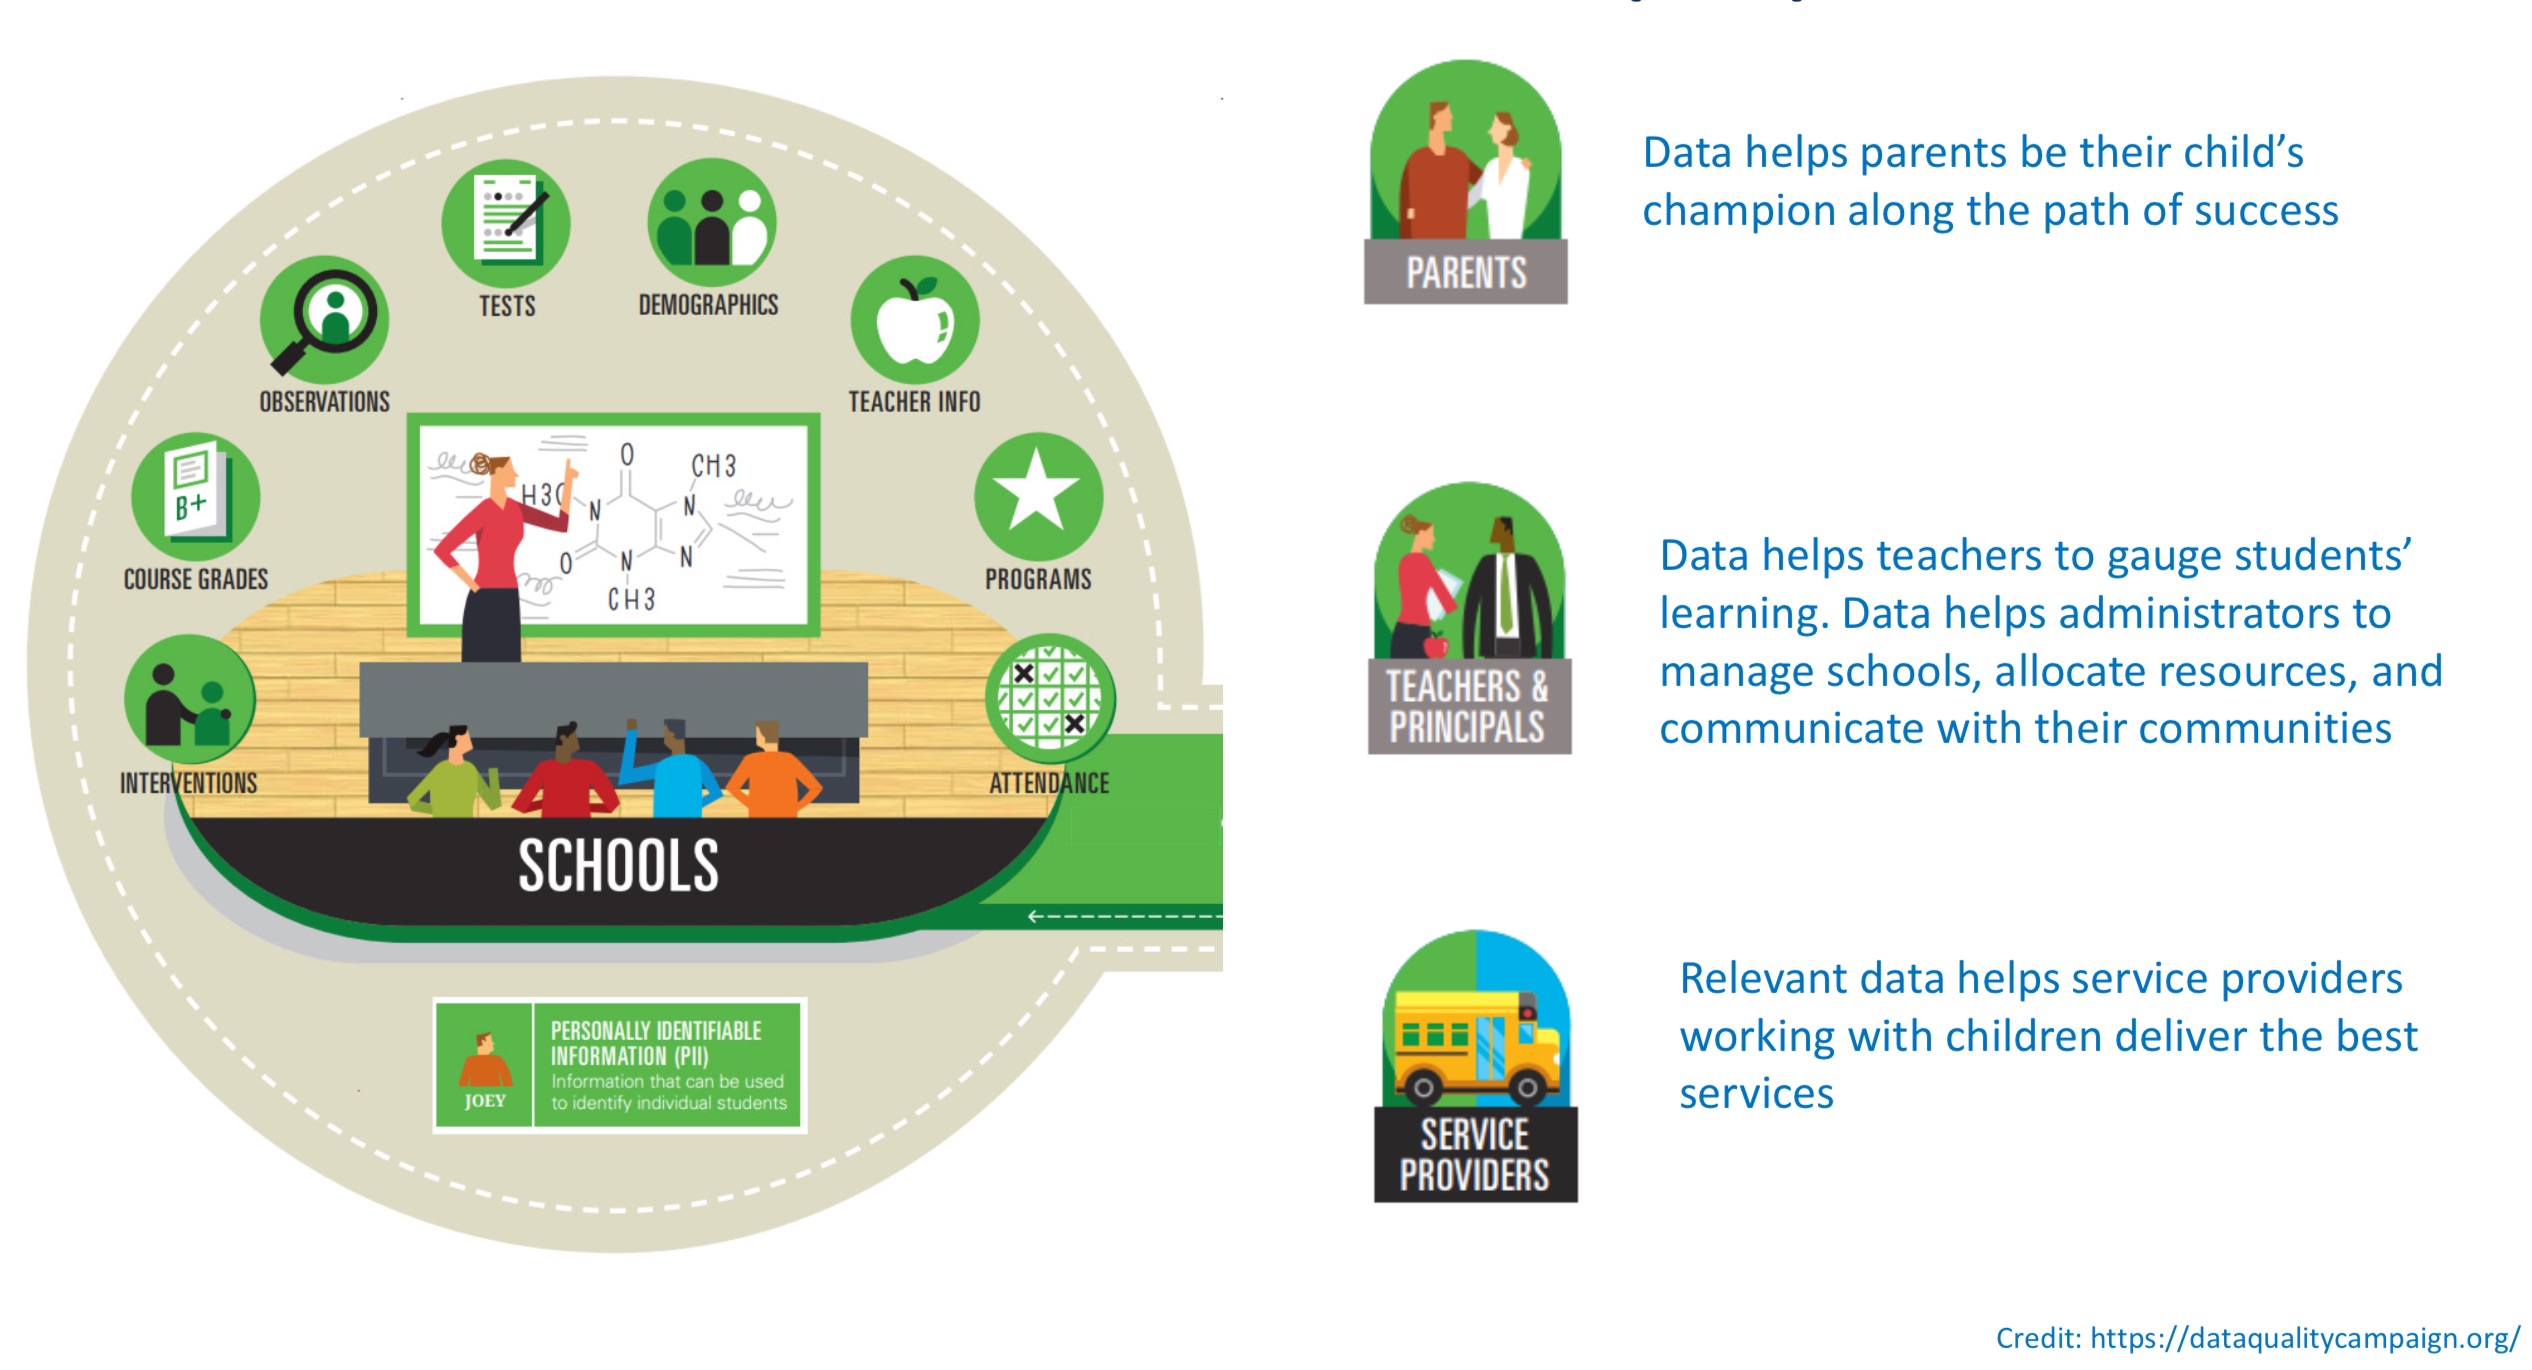 TESTS
DEMOGRAPHICS
OBSERVATIONS
TEACHER INFO
B+
COURSE GRADES
PROGRAMS
INTERVENTIONS
ATTENDANCE
O
CH3
H3C
N
N
O
N
N
CH3
SCHOOLS
PERSONALLY IDENTIFIABLE
INFORMATION (PII)
Information that can be used
to identify individual students
JOEY
PARENTS
Data helps parents be their child’s
champion along the path of success
TEACHERS &
PRINCIPALS
Data helps teachers to gauge students’
learning. Data helps administrators to
manage schools, allocate resources, and
communicate with their communities
SERVICE
PROVIDERS
Relevant data helps service providers
working with children deliver the best
services
Credit: https://dataqualitycampaign.org/